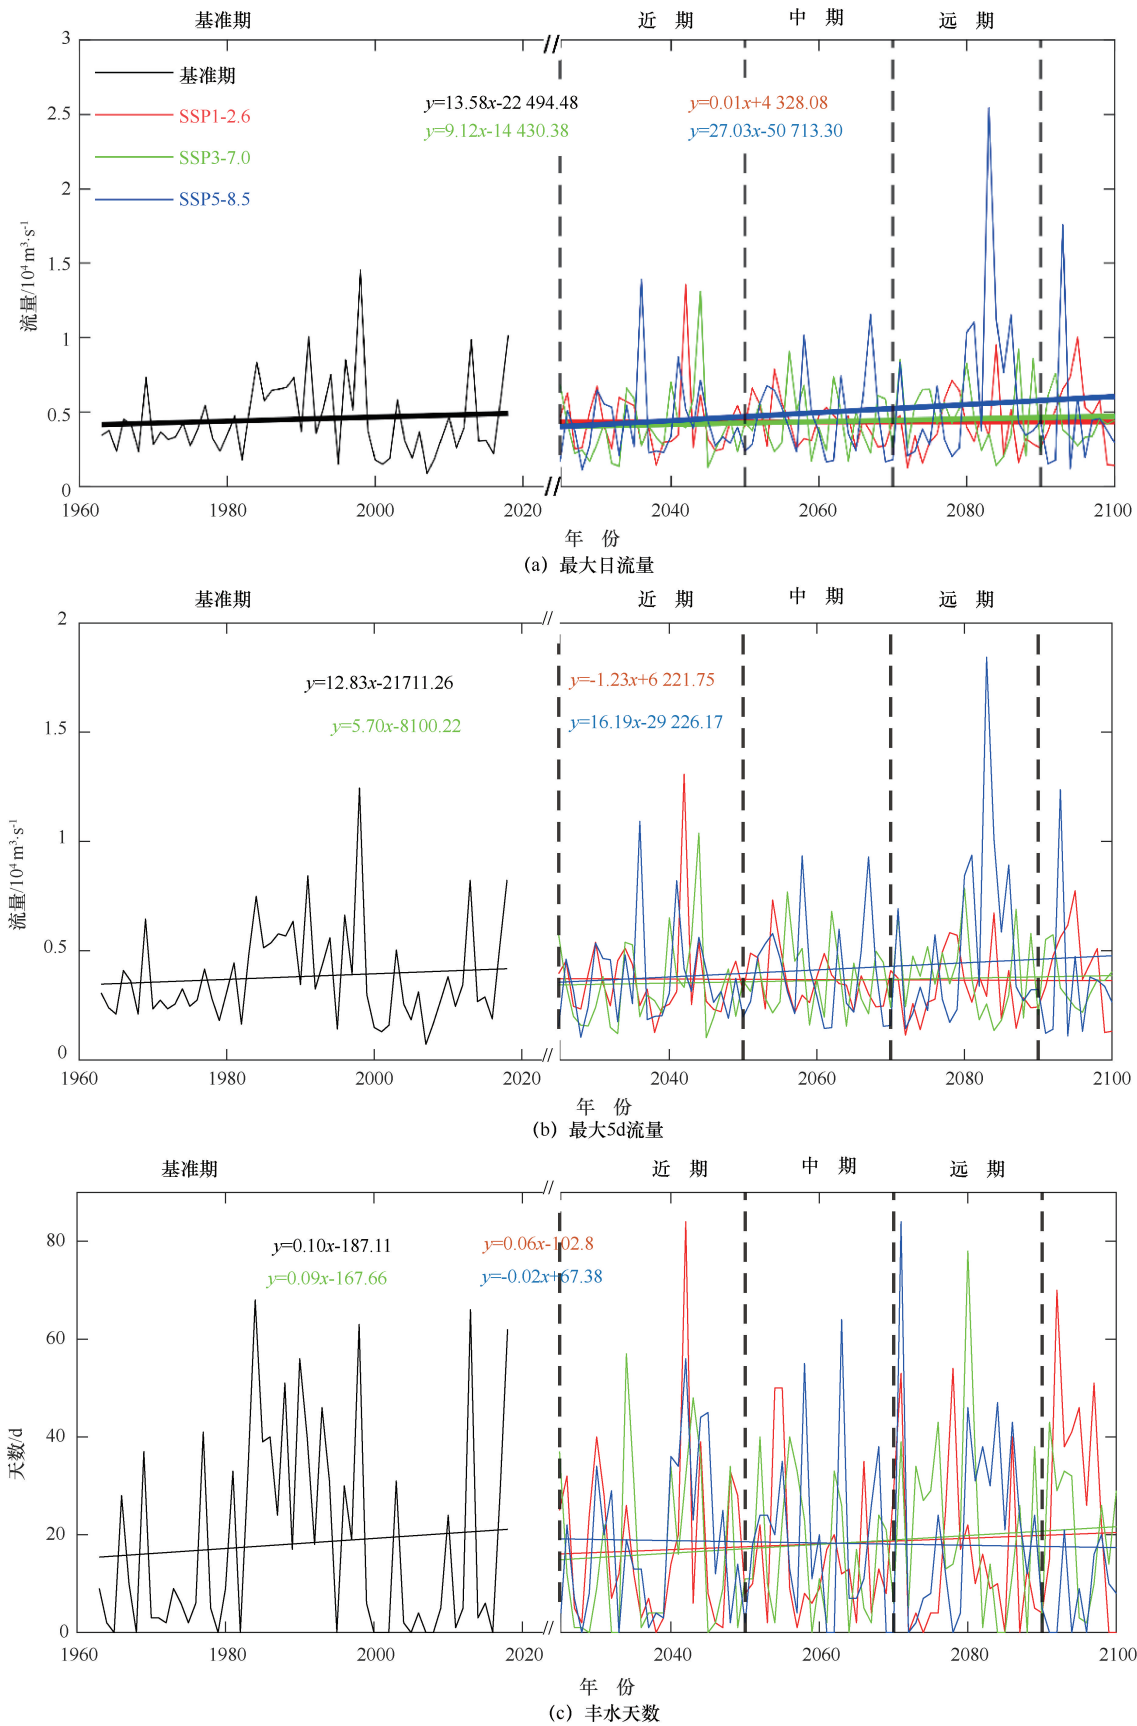 基准期 近 期 中 期 远 期
3
2.5
2
1.5
1
0.5
0
流量/10⁴m³·s⁻¹
基准期
SSP1-2.6
SSP3-7.0
SSP5-8.5
y=13.58x-22 494.48 y=0.01x+4 328.08
y=9.12x-14 430.38 y=27.03x-50 713.30
1960 1980 2000 2020 2040 2060 2080 2100
年 份
(a) 最大日流量
基准期 近 期 中 期 远 期
2
1.5
1
0.5
0
流量/10⁴m³·s⁻¹
y=12.83x-21711.26 y=-1.23x+6 221.75
y=5.70x-8100.22 y=16.19x-29 226.17
1960 1980 2000 2020 2040 2060 2080 2100
年 份
(b) 最大5d流量
基准期 近 期 中 期 远 期
80
60
40
20
0
天数/d
y=0.10x-187.11 y=0.06x-102.8
y=0.09x-167.66 y=-0.02x+67.38
1960 1980 2000 2020 2040 2060 2080 2100
年 份
(c) 丰水天数